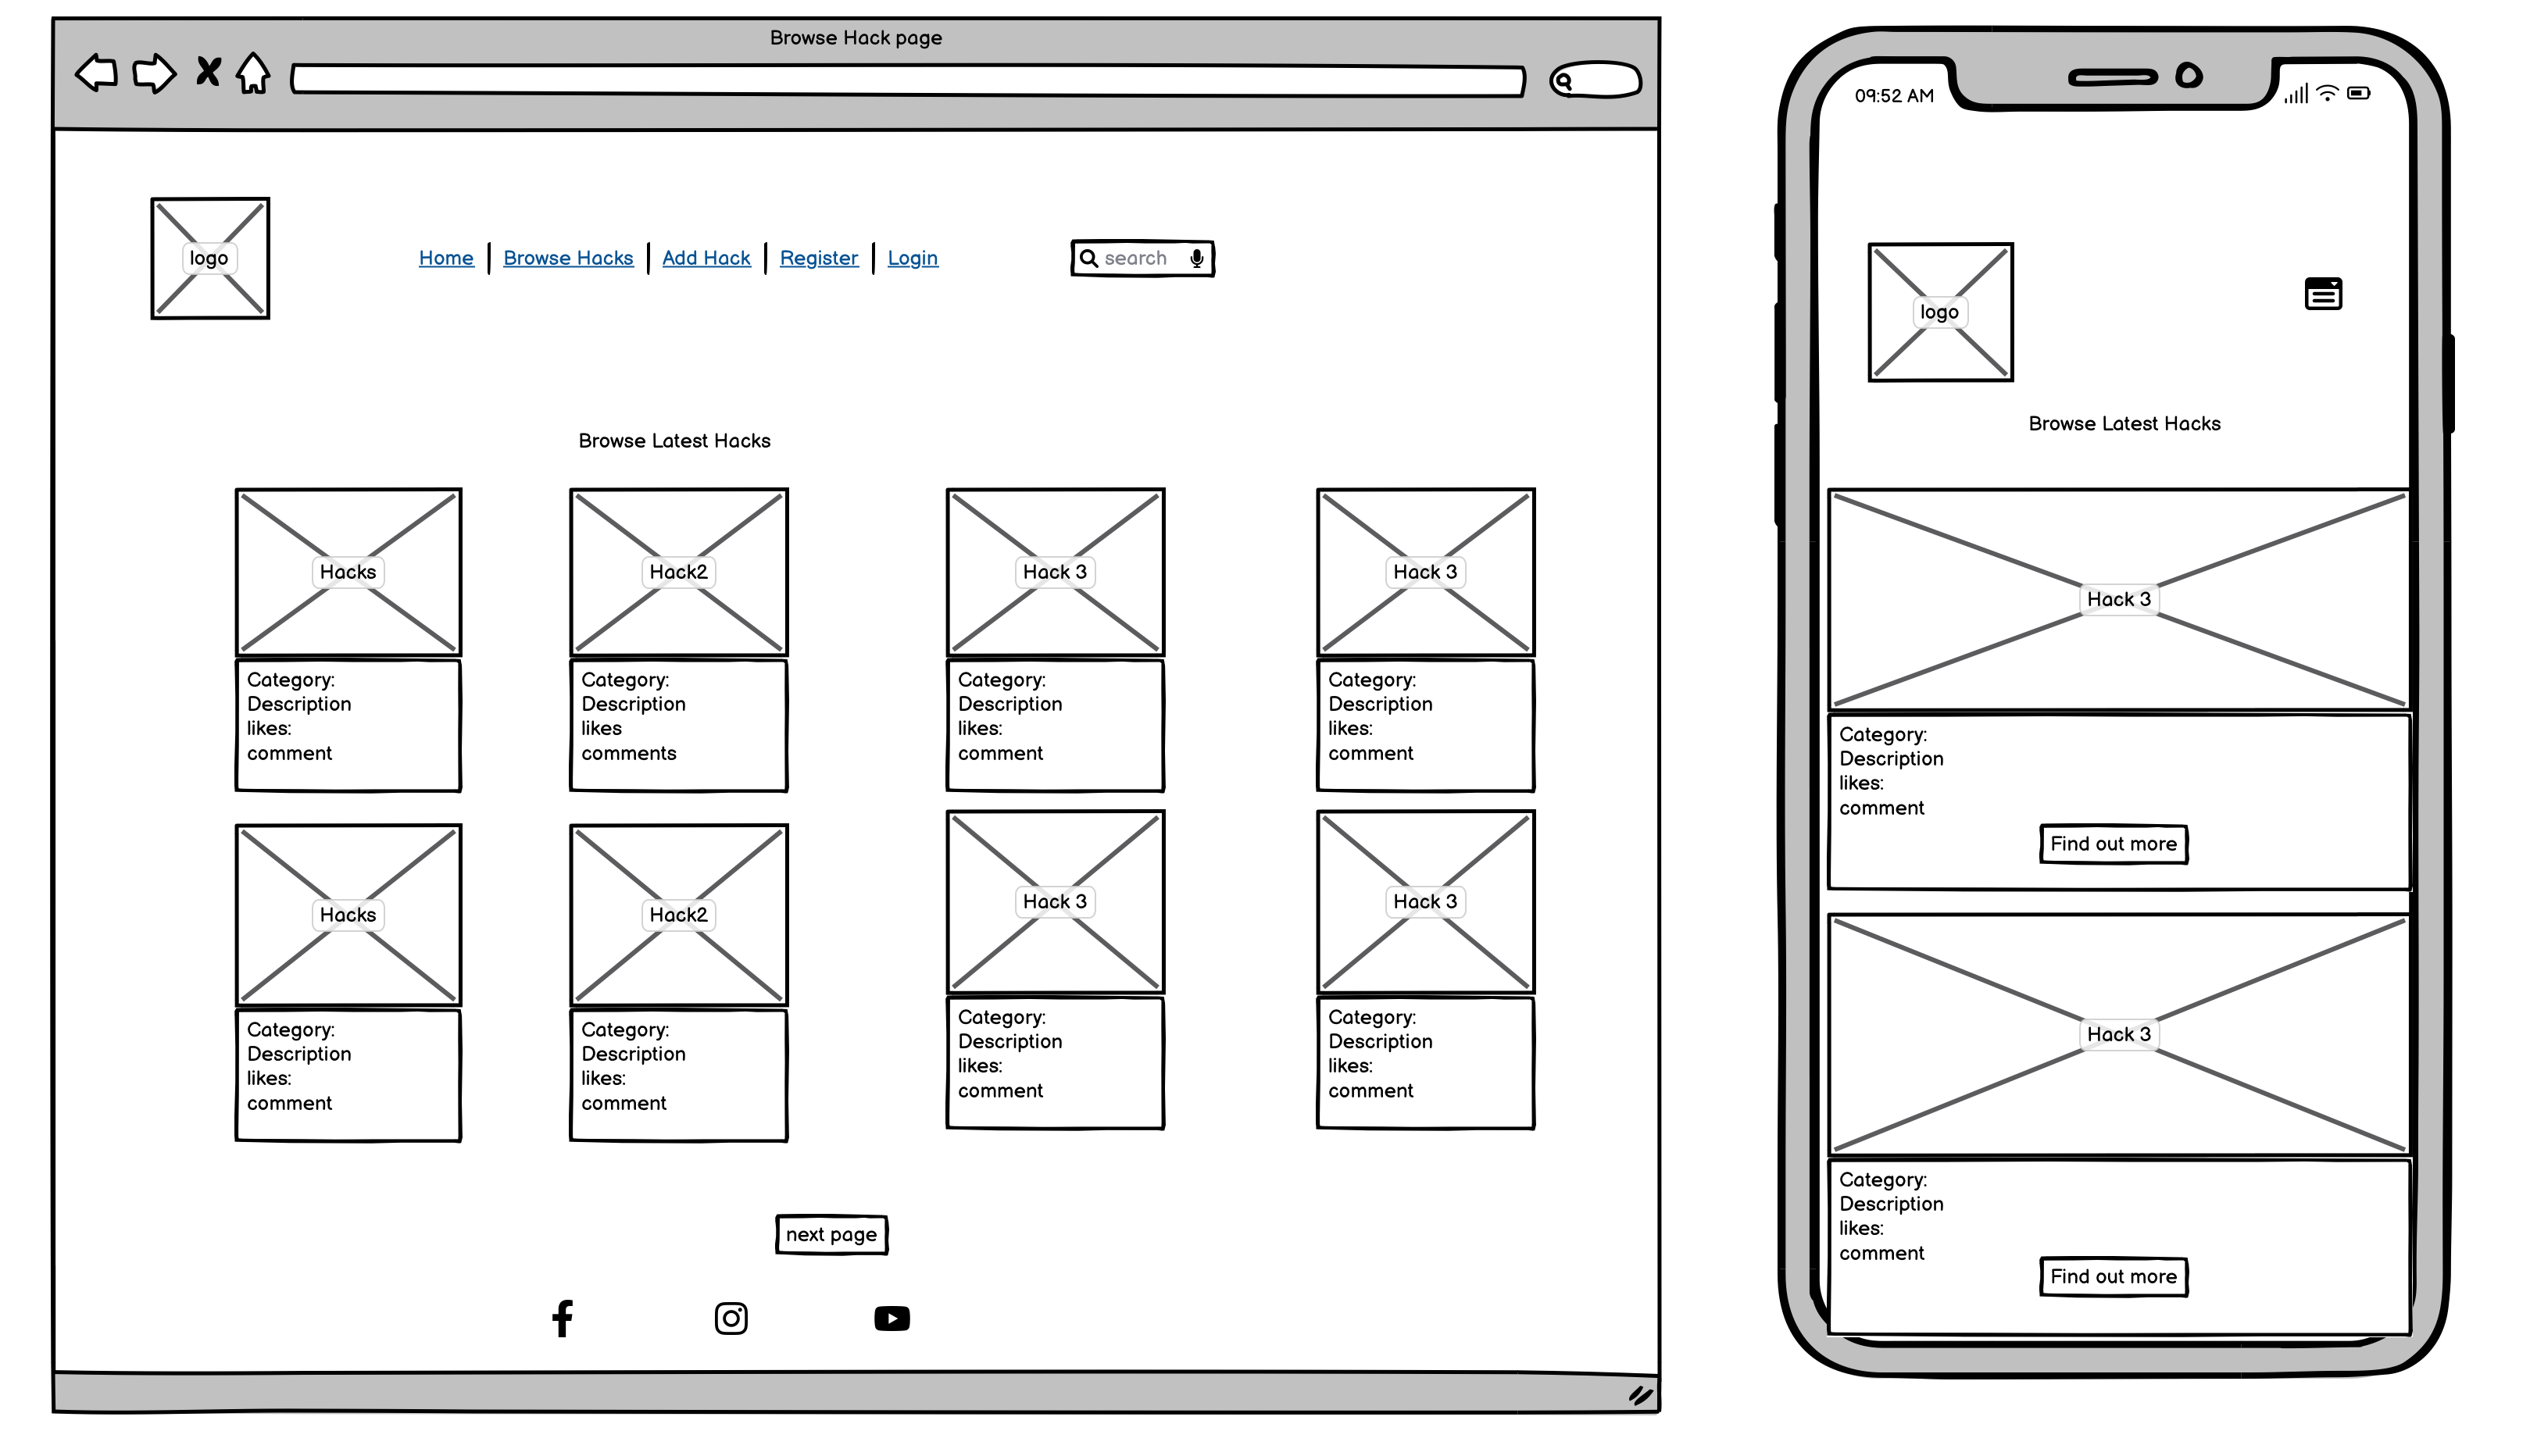 Browse Hack page
logo
Home Browse Hacks Add Hack Register Login search
Browse Latest Hacks
Hacks Hack2 Hack 3 Hack 3
Category:
Description
likes:
comment
Category:
Description
likes
comments
Category:
Description
likes:
comment
Category:
Description
likes:
comment
Hacks Hack2 Hack 3 Hack 3
Category:
Description
likes:
comment
Category:
Description
likes:
comment
Category:
Description
likes:
comment
Category:
Description
likes:
comment
next page
09:52 AM
logo
Browse Latest Hacks
Hack 3
Category:
Description
likes:
comment
Find out more
Hack 3
Category:
Description
likes:
comment
Find out more